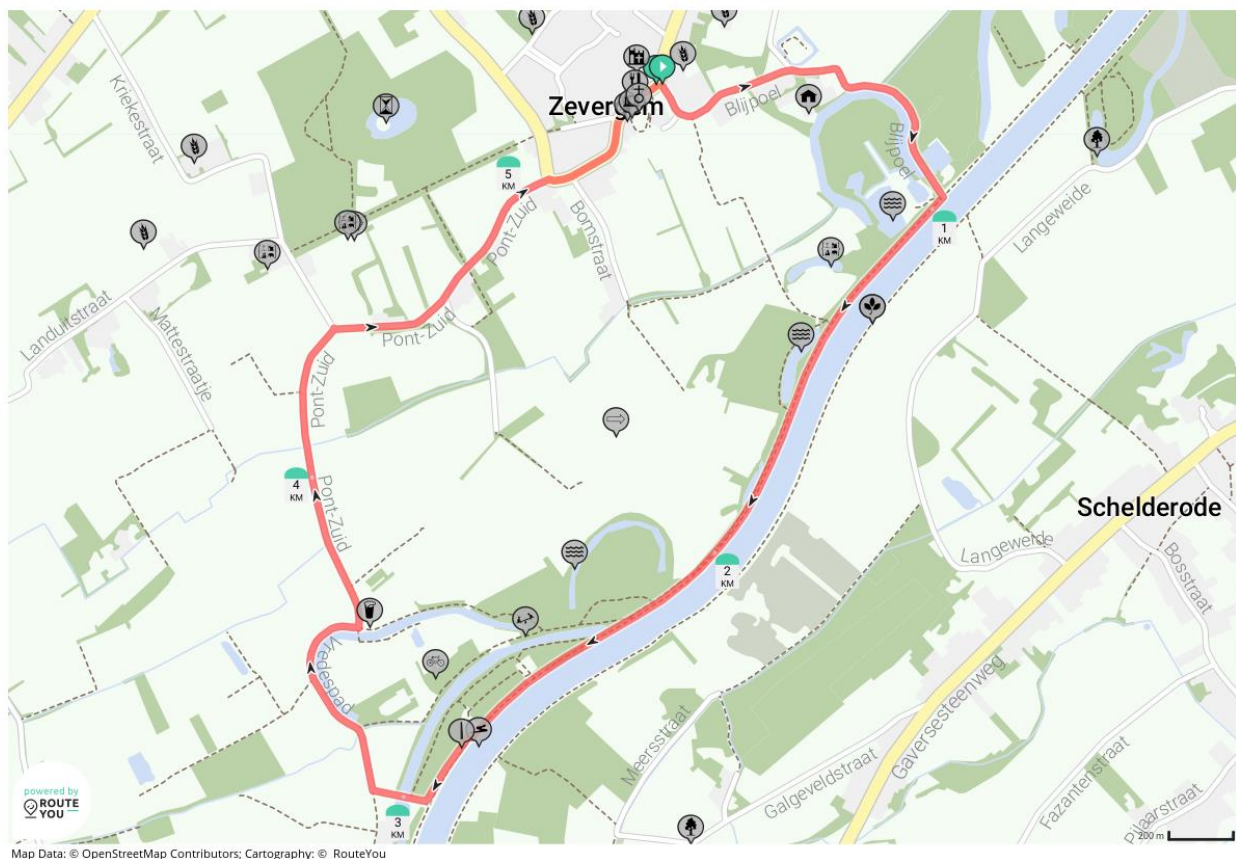 Kriekestraat
Zevergem
Blijpoel
Blijpoel
5
KM
Pont-Zuid
Bornstraat
1
KM
Langeweide
Landuitstraat
Mattestraatje
Pont-Zuid
Pont-Zuid
4
KM
Pont-Zuid
Schelderode
Langeweide
Bosstraat
2
KM
Vredespad
Gaversesteenweg
Meersstraat
Galgeveldstraat
Fazantenstraat
Pilaarstraat
3
KM
powered by
ROUTE
YOU
200 m
Map Data: © OpenStreetMap Contributors; Cartography: © RouteYou